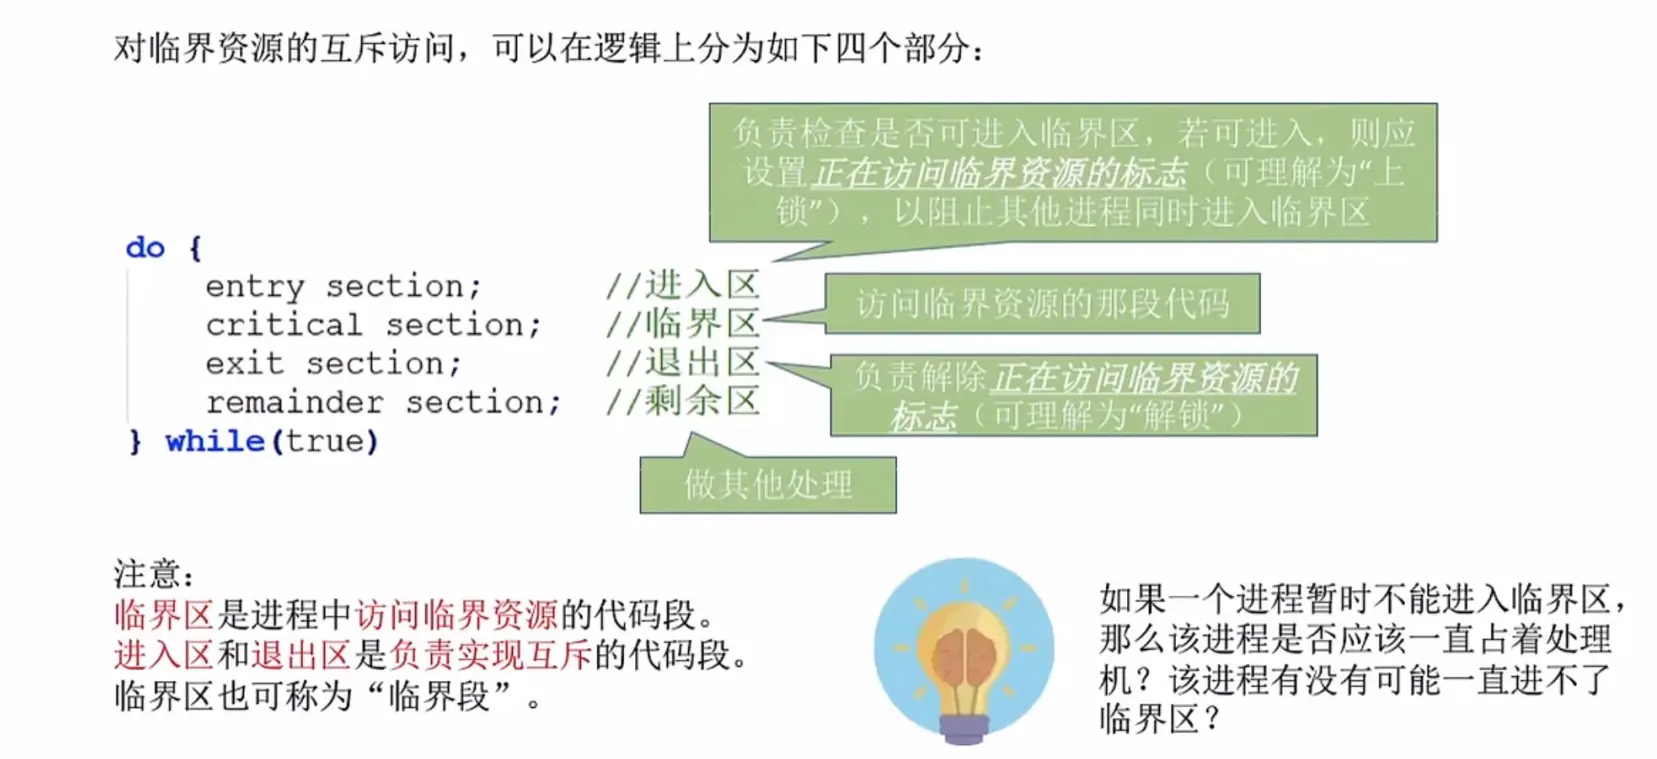 对临界资源的互斥访问，可以在逻辑上分为如下四个部分：
负责检查是否可进入临界区，若可进入，则应
设置正在访问临界资源的标志（可理解为“上
锁”），以阻止其他进程同时进入临界区
do {
entry section; //进入区
critical section; //临界区
exit section; //退出区
remainder section; //剩余区
} while(true)
访问临界资源的那段代码
负责解除正在访问临界资源的
标志（可理解为“解锁”）
做其他处理
注意：
临界区是进程中访问临界资源的代码段。
进入区和退出区是负责实现互斥的代码段。
临界区也可称为“临界段”。
如果一个进程暂时不能进入临界区，
那么该进程是否应该一直占着处理
机？该进程有没有可能一直进不了
临界区？